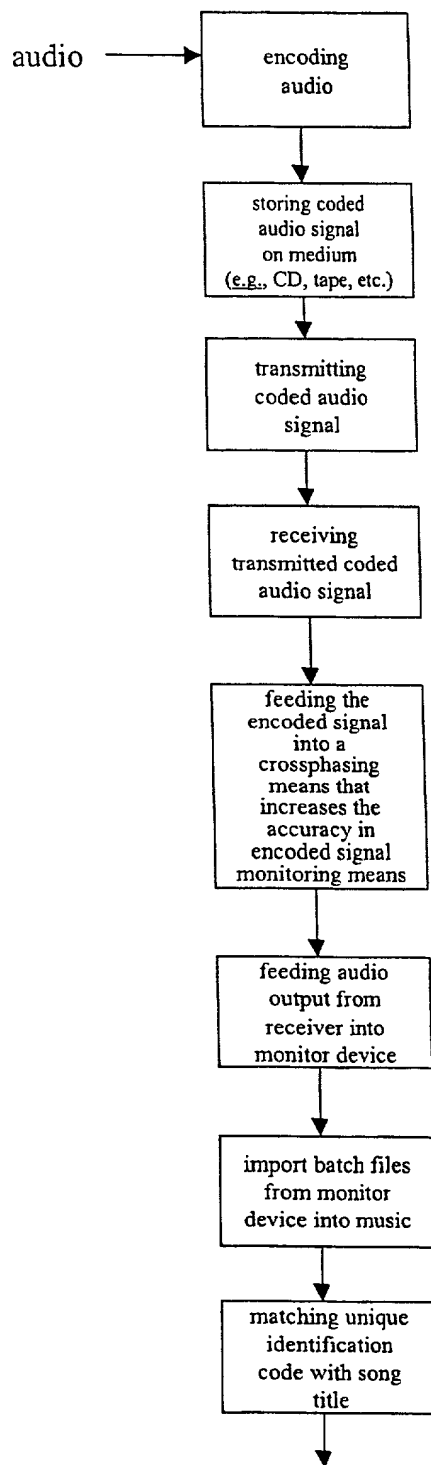 audio
encoding
audio
storing coded
audio signal
on medium
(e.g., CD, tape, etc.)
transmitting
coded audio
signal
receiving
transmitted coded
audio signal
feeding the
encoded signal
into a
crossphasing
means that
increases the
accuracy in
encoded signal
monitoring means
feeding audio
output from
receiver into
monitor device
import batch files
from monitor
device into music
matching unique
identification
code with song
title